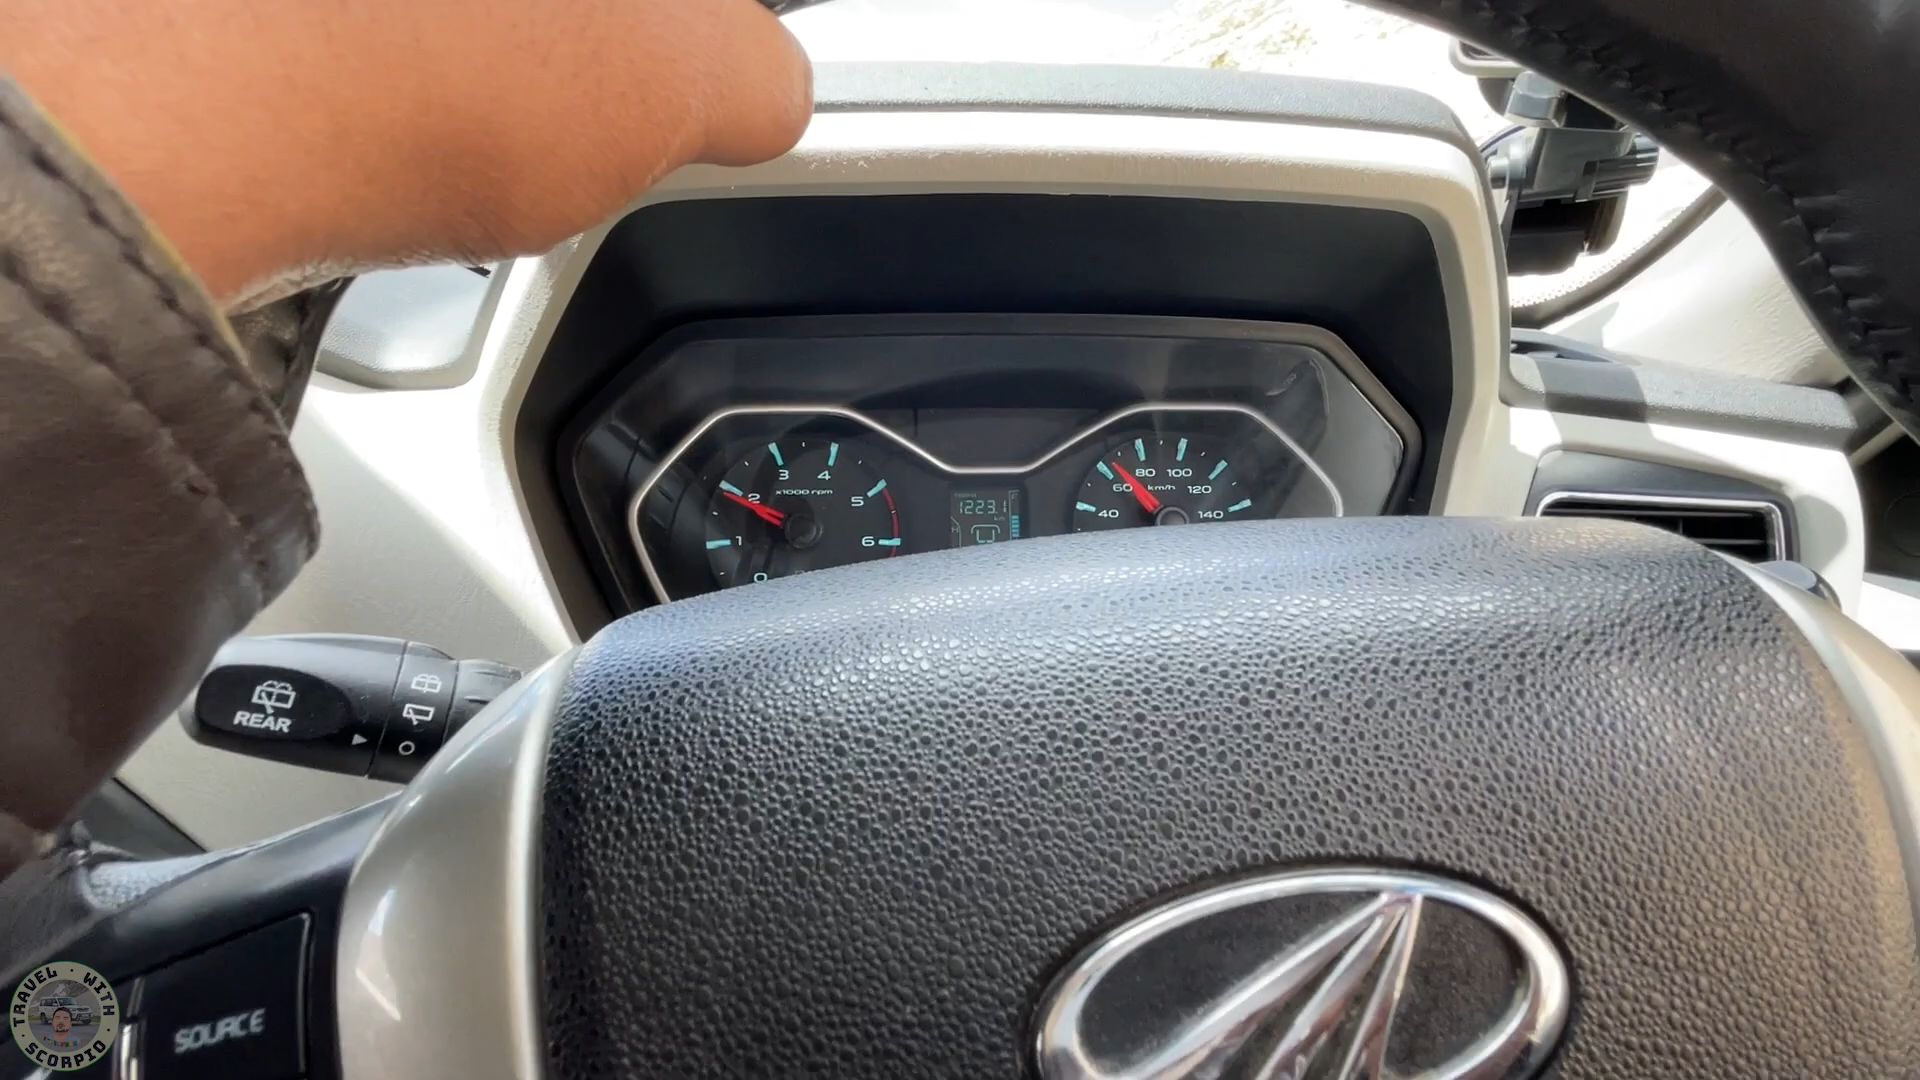 3 4
x1000 rpm
2 5
1 6
0
1223.1
km
H
80 100
60 km/h 120
40 140
REAR
SOURCE
TRAVEL · WITH · SCORPIO